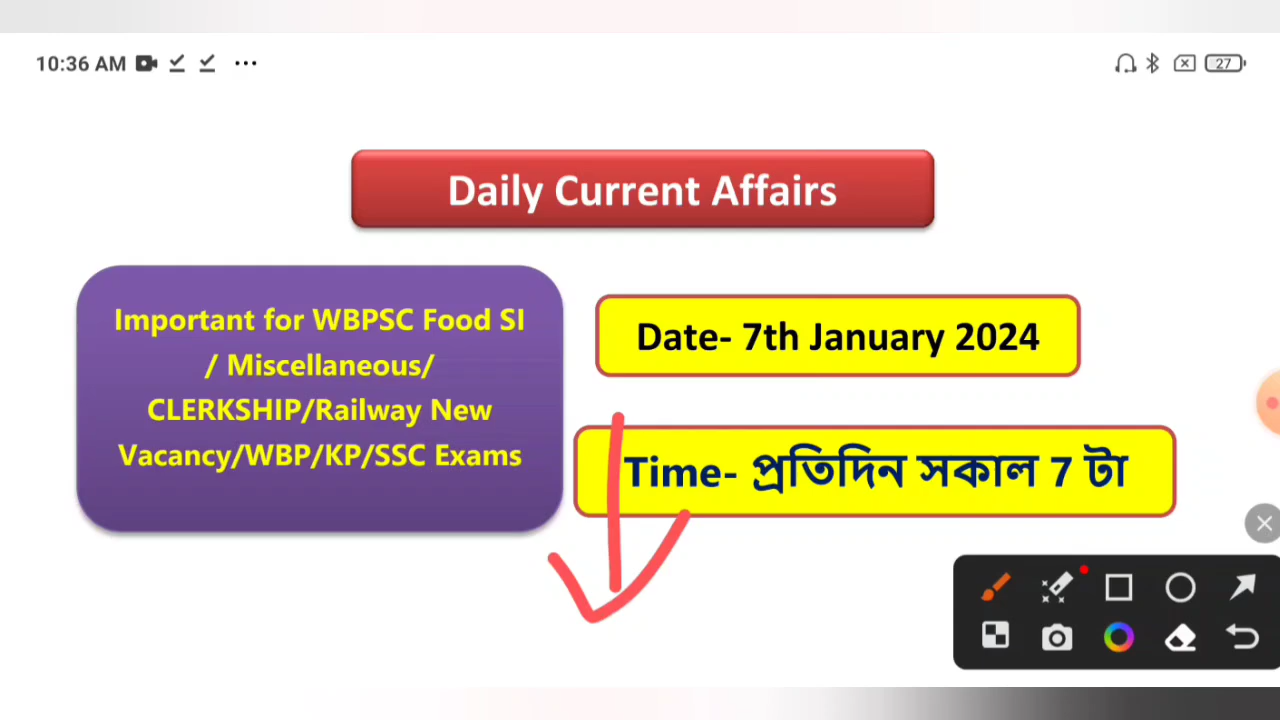 10:36 AM
27
Daily Current Affairs
Important for WBPSC Food SI
/ Miscellaneous/
CLERKSHIP/Railway New
Vacancy/WBP/KP/SSC Exams
Date- 7th January 2024
Time- প্রতিদিন সকাল 7 টা